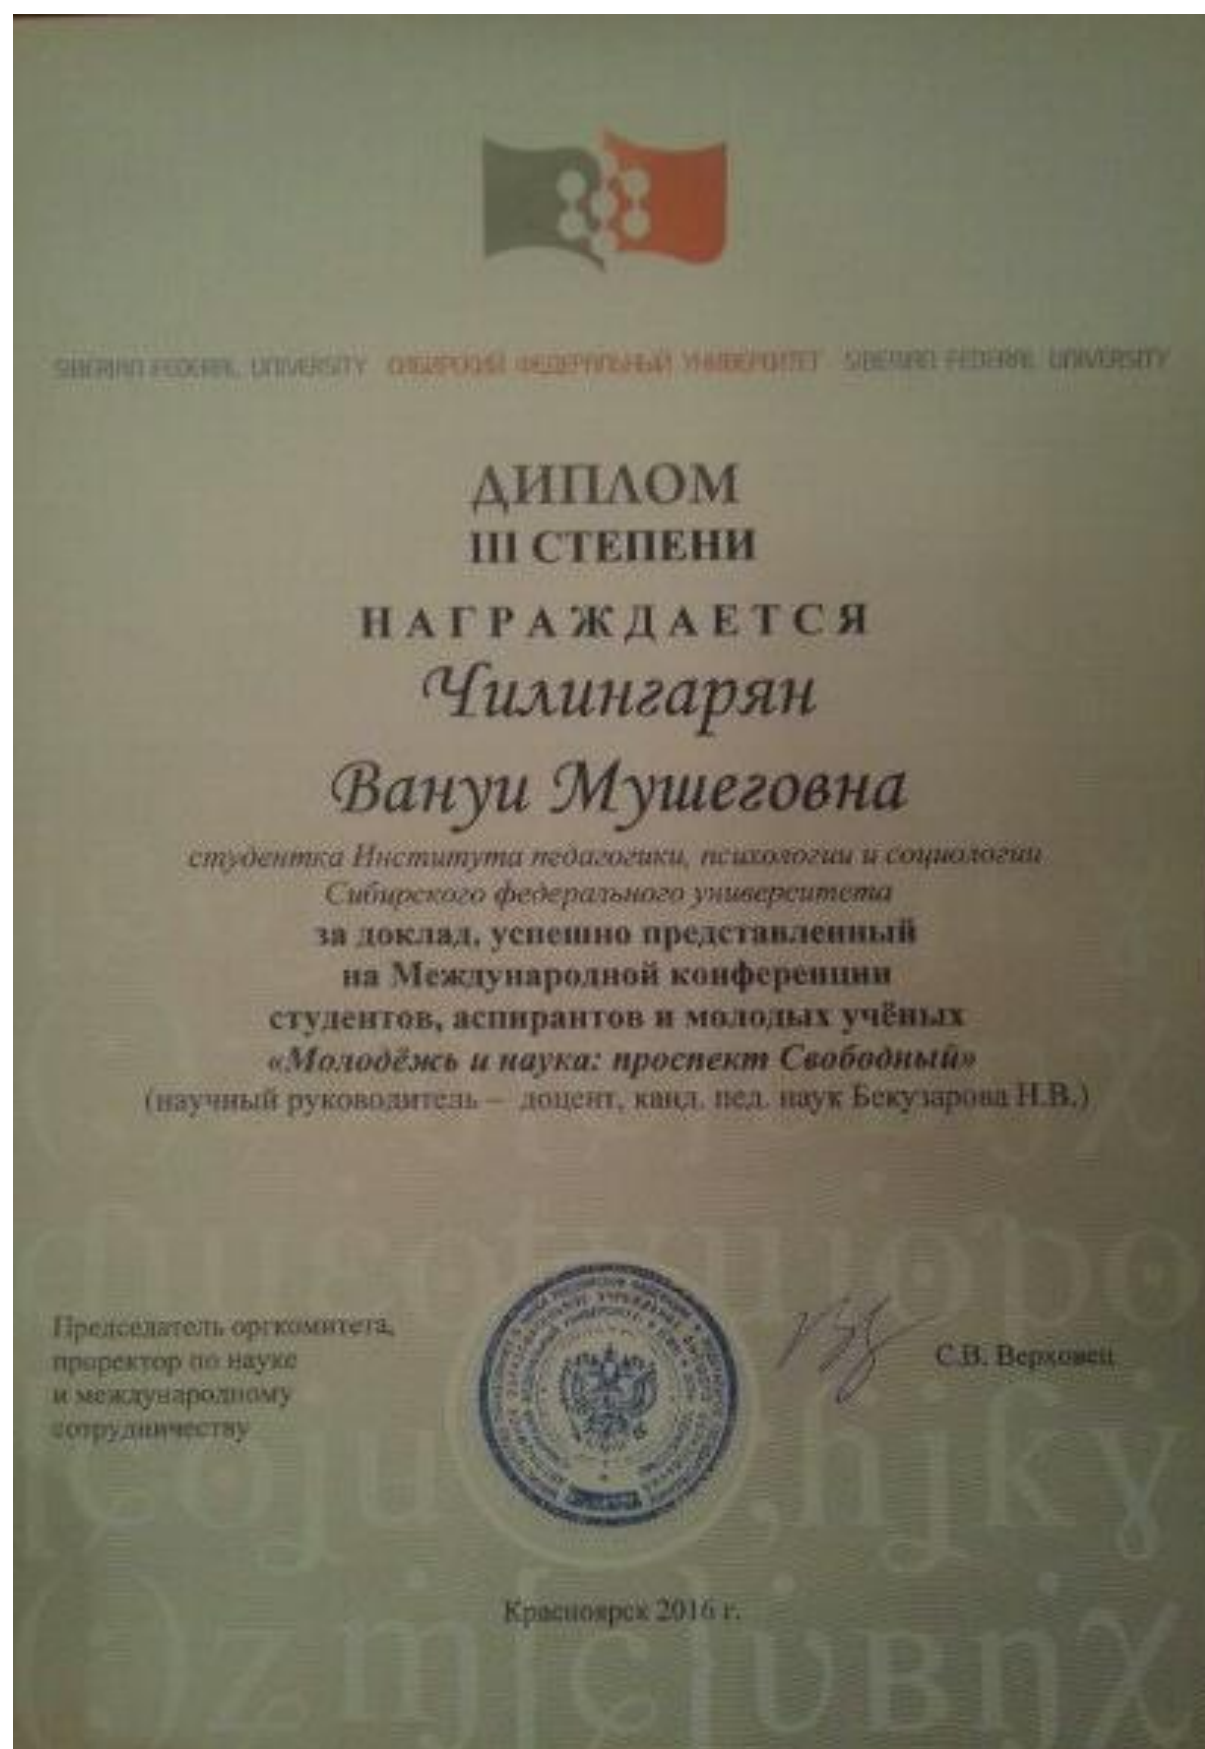 SIBERIAN FEDERAL UNIVERSITY СИБИРСКИЙ ФЕДЕРАЛЬНЫЙ УНИВЕРСИТЕТ SIBERIAN FEDERAL UNIVERSITY
ДИПЛОМ
III СТЕПЕНИ
НАГРАЖДАЕТСЯ
Чилингарян
Вануи Мушеговна
студентка Института педагогики, психологии и социологии
Сибирского федерального университета
за доклад, успешно представленный
на Международной конференции
студентов, аспирантов и молодых учёных
«Молодёжь и наука: проспект Свободный»
(научный руководитель – доцент, канд. пед. наук Бекузарова Н.В.)
Председатель оргкомитета,
проректор по науке
и международному
сотрудничеству
С.В. Верховец
Красноярск 2016 г.